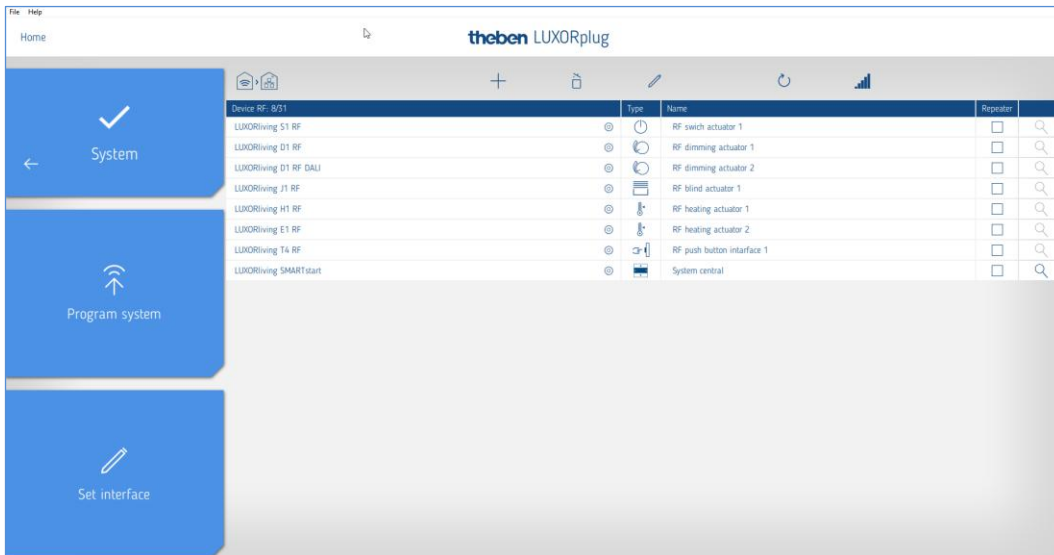 File Help
Home
theben LUXORplug
System
Program system
Set interface
Device RF: 8/31 Type Name Repeater
LUXORliving S1 RF RF swich actuator 1
LUXORliving D1 RF RF dimming actuator 1
LUXORliving D1 RF DALI RF dimming actuator 2
LUXORliving J1 RF RF blind actuator 1
LUXORliving H1 RF RF heating actuator 1
LUXORliving E1 RF RF heating actuator 2
LUXORliving T4 RF RF push button intarface 1
LUXORliving SMARTstart System central